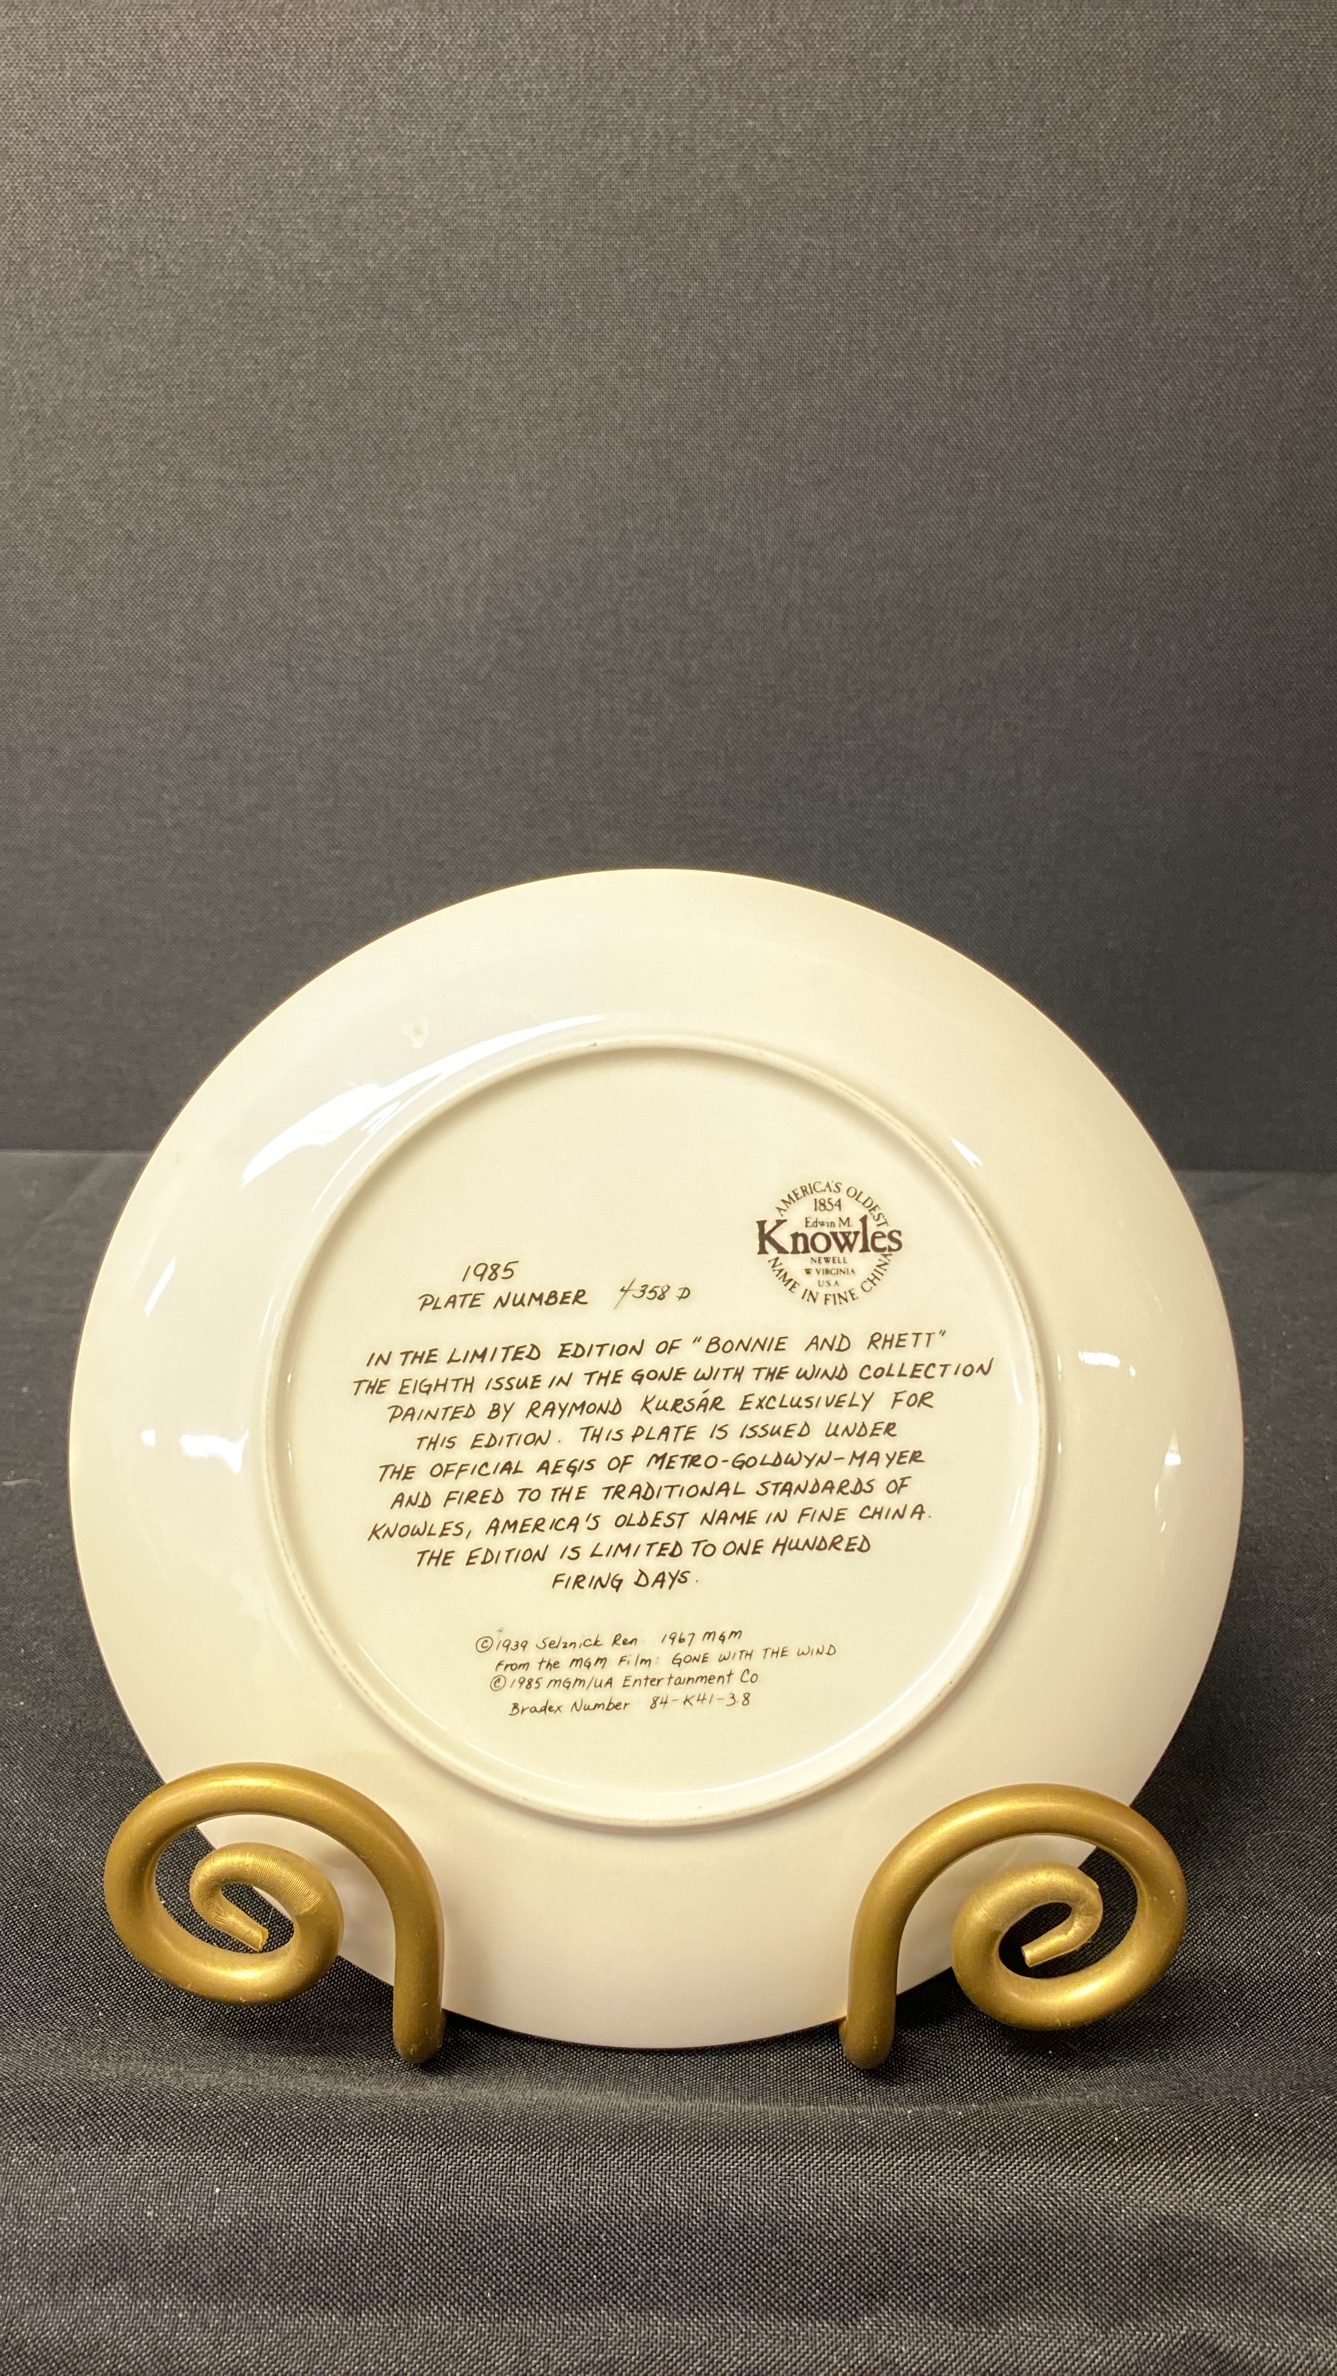 AMERICA'S OLDEST
1854
Edwin M.
Knowles
NEWELL
W VIRGINIA
U S A
NAME IN FINE CHINA
1985
PLATE NUMBER 4358 D
IN THE LIMITED EDITION OF "BONNIE AND RHETT"
THE EIGHTH ISSUE IN THE GONE WITH THE WIND COLLECTION
PAINTED BY RAYMOND KURSÁR EXCLUSIVELY FOR
THIS EDITION. THIS PLATE IS ISSUED UNDER
THE OFFICIAL AEGIS OF METRO-GOLDWYN-MAYER
AND FIRED TO THE TRADITIONAL STANDARDS OF
KNOWLES, AMERICA'S OLDEST NAME IN FINE CHINA.
THE EDITION IS LIMITED TO ONE HUNDRED
FIRING DAYS.
©1939 Selznick Ren 1967 MGM
From the MGM Film: GONE WITH THE WIND
©1985 MGM/UA Entertainment Co
Bradex Number 84-K41-3.8